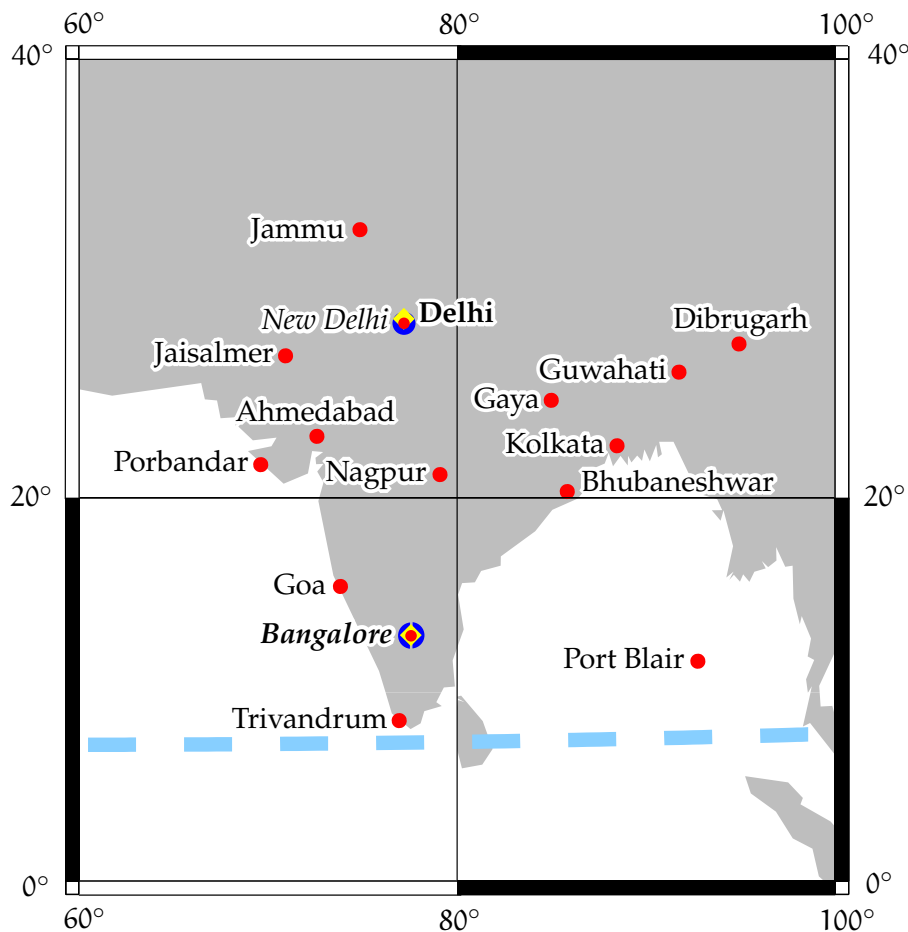 60°
80°
100°
40°
40°
Jammu
New Delhi
Delhi
Dibrugarh
Jaisalmer
Guwahati
Gaya
Ahmedabad
Kolkata
Porbandar
Nagpur
Bhubaneshwar
20°
20°
Goa
Bangalore
Port Blair
Trivandrum
0°
0°
60°
80°
100°